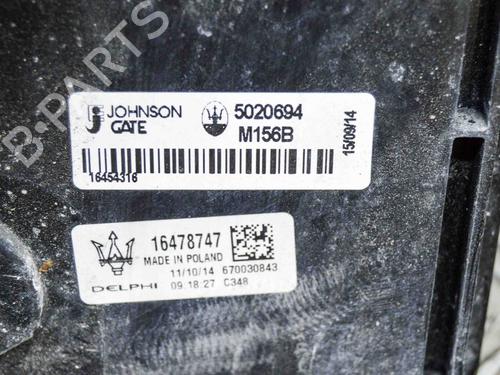 B-PARTS
JOHNSON 5020694
GATE M156B
16454316
15/09/14
16478747
MADE IN POLAND
11/10/14 670030843
DELPHI 09.18.27 C348